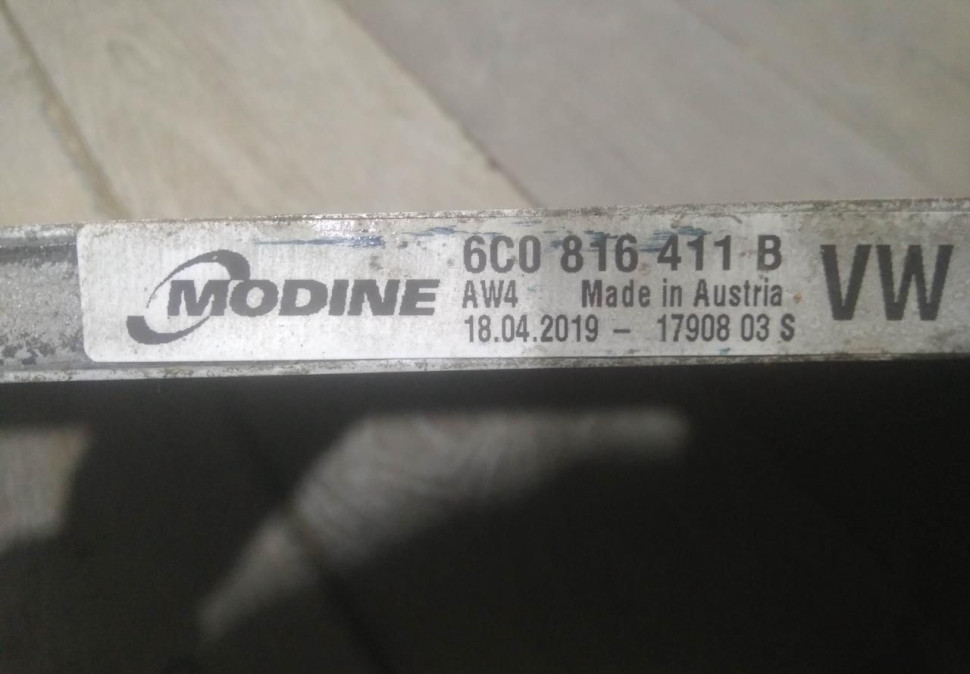 MODINE
6C0 816 411 B
AW4 Made in Austria
18.04.2019 - 17908 03 S
VW